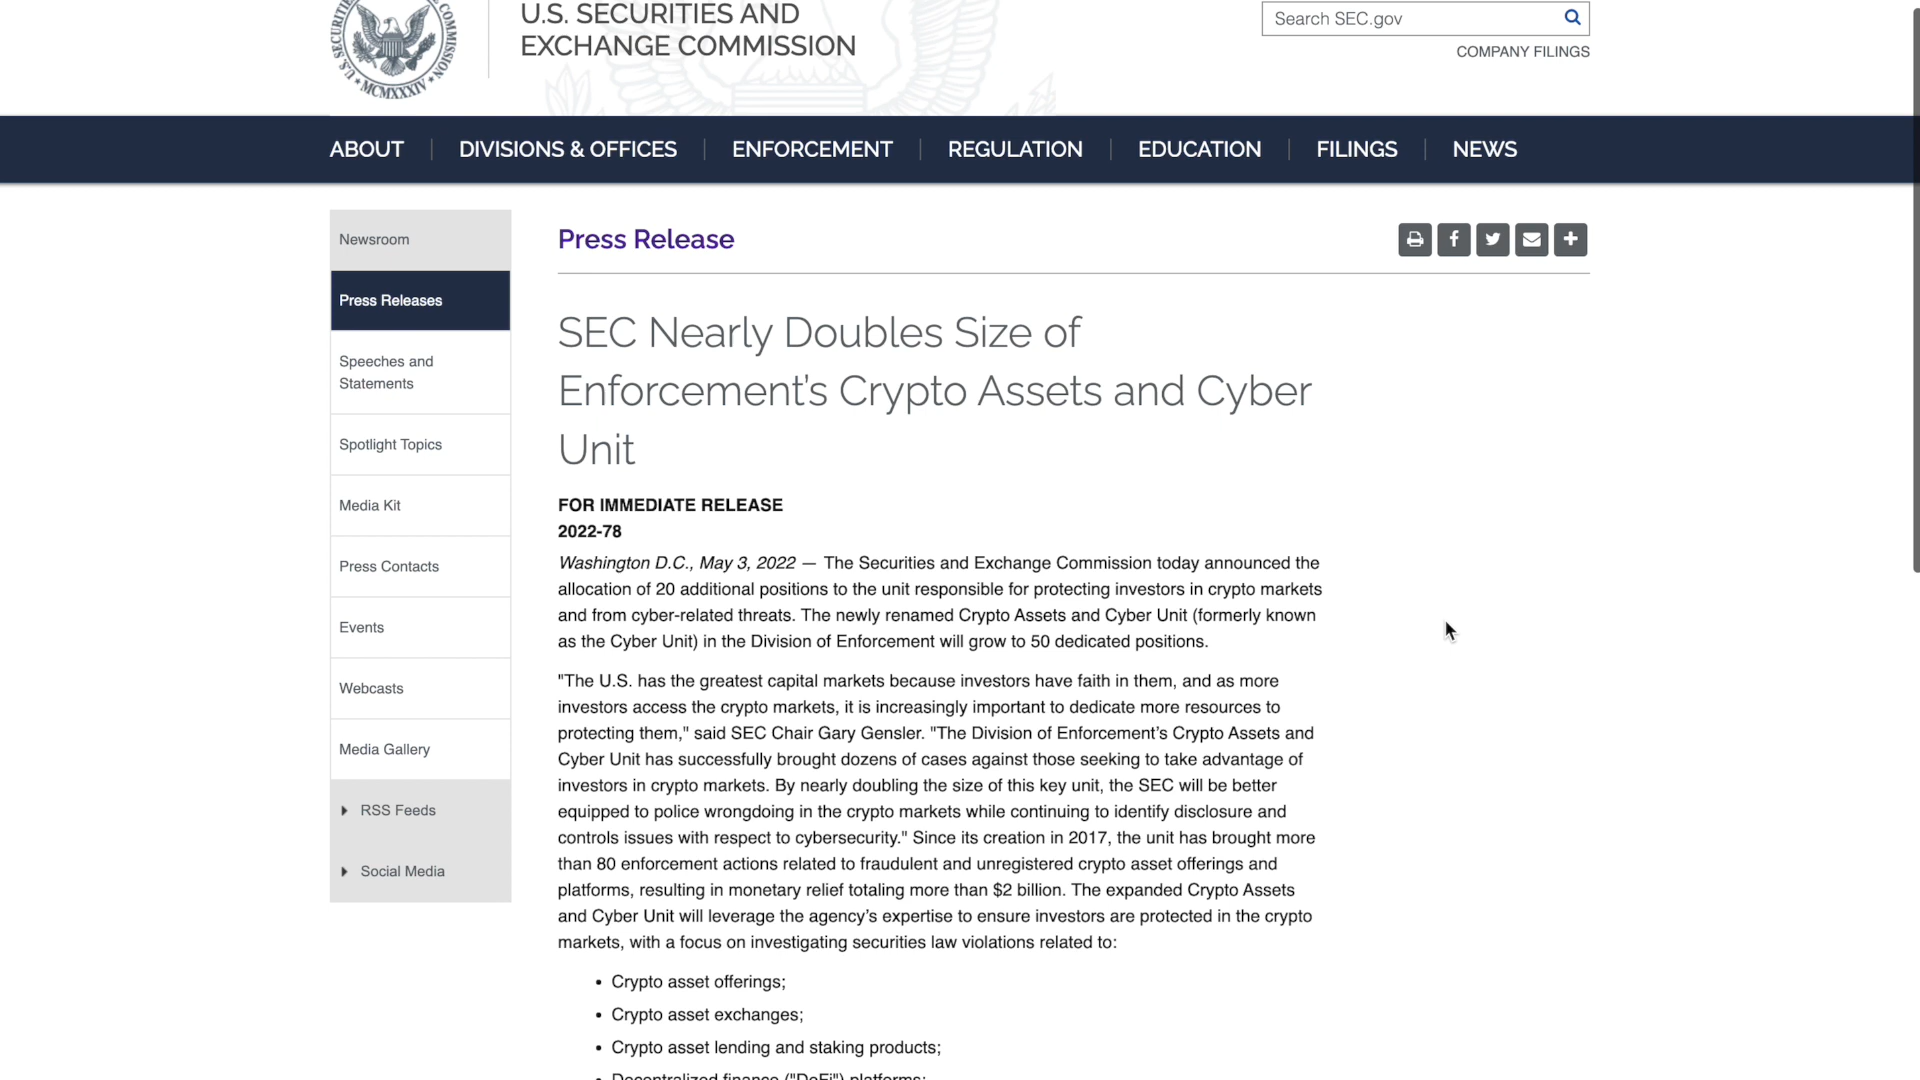 U.S. SECURITIES AND
EXCHANGE COMMISSION
SECURITIES
COMMISSION
U.S.
MCMXXXIV
Search SEC.gov
COMPANY FILINGS
ABOUT
DIVISIONS & OFFICES
ENFORCEMENT
REGULATION
EDUCATION
FILINGS
NEWS
Newsroom
Press Releases
Speeches and
Statements
Spotlight Topics
Media Kit
Press Contacts
Events
Webcasts
Media Gallery
RSS Feeds
Social Media
Press Release
SEC Nearly Doubles Size of
Enforcement’s Crypto Assets and Cyber
Unit
FOR IMMEDIATE RELEASE
2022-78
Washington D.C., May 3, 2022 — The Securities and Exchange Commission today announced the
allocation of 20 additional positions to the unit responsible for protecting investors in crypto markets
and from cyber-related threats. The newly renamed Crypto Assets and Cyber Unit (formerly known
as the Cyber Unit) in the Division of Enforcement will grow to 50 dedicated positions.
"The U.S. has the greatest capital markets because investors have faith in them, and as more
investors access the crypto markets, it is increasingly important to dedicate more resources to
protecting them," said SEC Chair Gary Gensler. "The Division of Enforcement’s Crypto Assets and
Cyber Unit has successfully brought dozens of cases against those seeking to take advantage of
investors in crypto markets. By nearly doubling the size of this key unit, the SEC will be better
equipped to police wrongdoing in the crypto markets while continuing to identify disclosure and
controls issues with respect to cybersecurity." Since its creation in 2017, the unit has brought more
than 80 enforcement actions related to fraudulent and unregistered crypto asset offerings and
platforms, resulting in monetary relief totaling more than $2 billion. The expanded Crypto Assets
and Cyber Unit will leverage the agency’s expertise to ensure investors are protected in the crypto
markets, with a focus on investigating securities law violations related to:
• Crypto asset offerings;
• Crypto asset exchanges;
• Crypto asset lending and staking products;
• Decentralized finance ("DeFi") platforms;